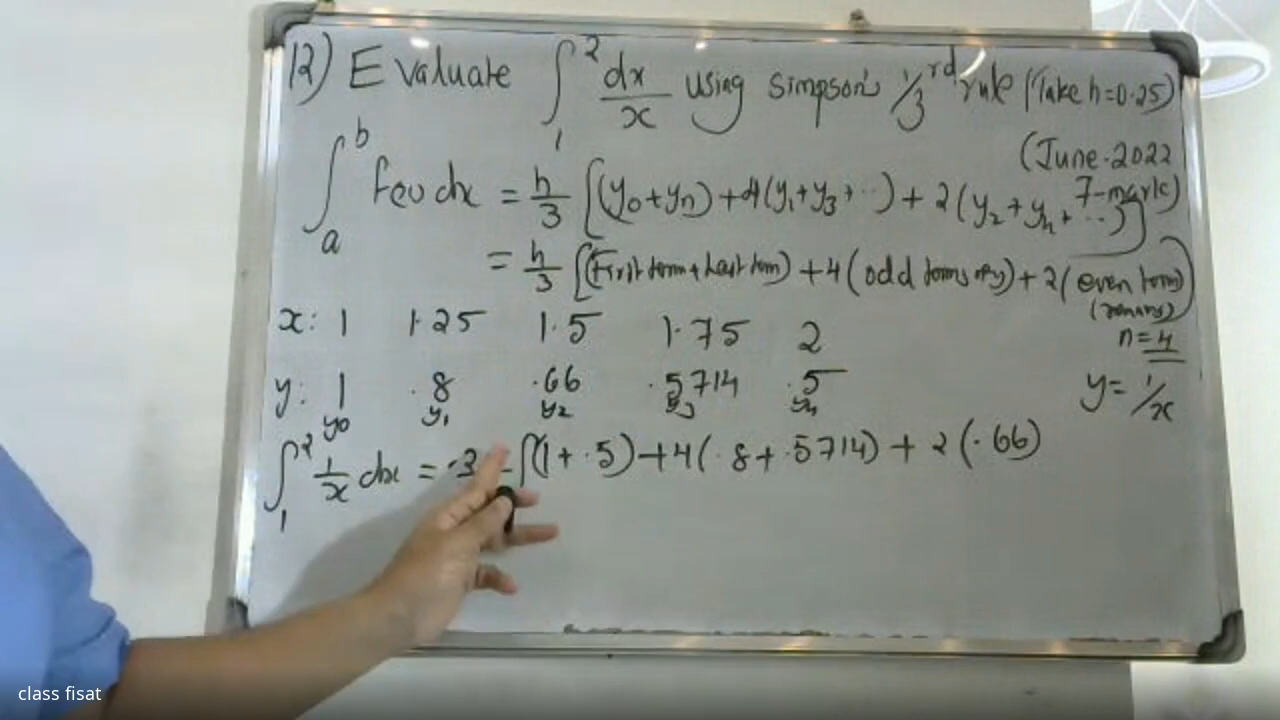 12) Evaluate ∫₁² dx/x using Simpson's 1/3 rd rule (Take h=0.25)
(June-2022
7-mark)
∫ₐᵇ f(x) dx = h/3 [(y0+yn)+4(y1+y3+..)+2(y2+y4+..)]
= h/3 [(First term+Last term)+4(odd terms)+2(even term)
x: 1 1.25 1.5 1.75 2
n=4
y: 1 .8 .66 .5714 .5
y=1/x
y0 y1 y2 y3 y4
∫₁² 1/x dx = [(1+.5)+4(.8+.5714)+2(.66)
class fisat